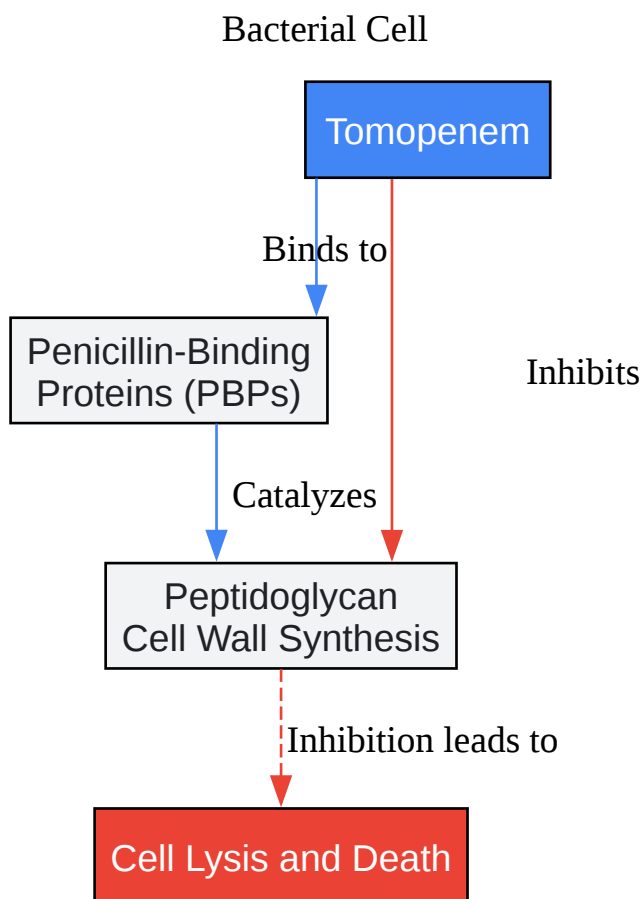 Bacterial Cell
Tomopenem
Binds to
Penicillin-Binding
Proteins (PBPs)
Inhibits
Catalyzes
Peptidoglycan
Cell Wall Synthesis
Inhibition leads to
Cell Lysis and Death